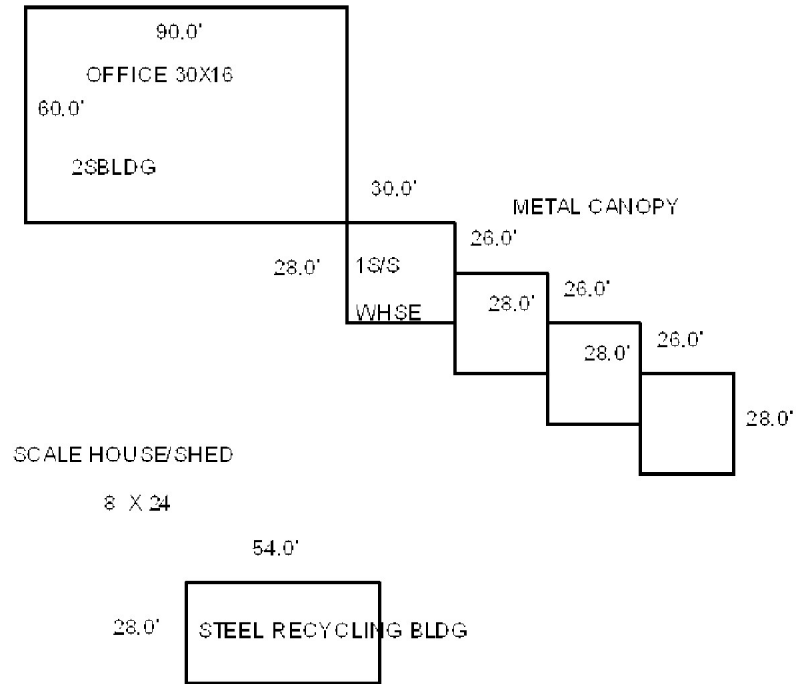 90.0'
OFFICE 30X16
60.0'
2SBLDG
30.0'
METAL CANOPY
26.0'
28.0'
1S/S
WHSE
28.0'
26.0'
28.0'
26.0'
28.0'
SCALE HOUSE/SHED
8 X 24
54.0'
28.0'
STEEL RECYCLING BLDG